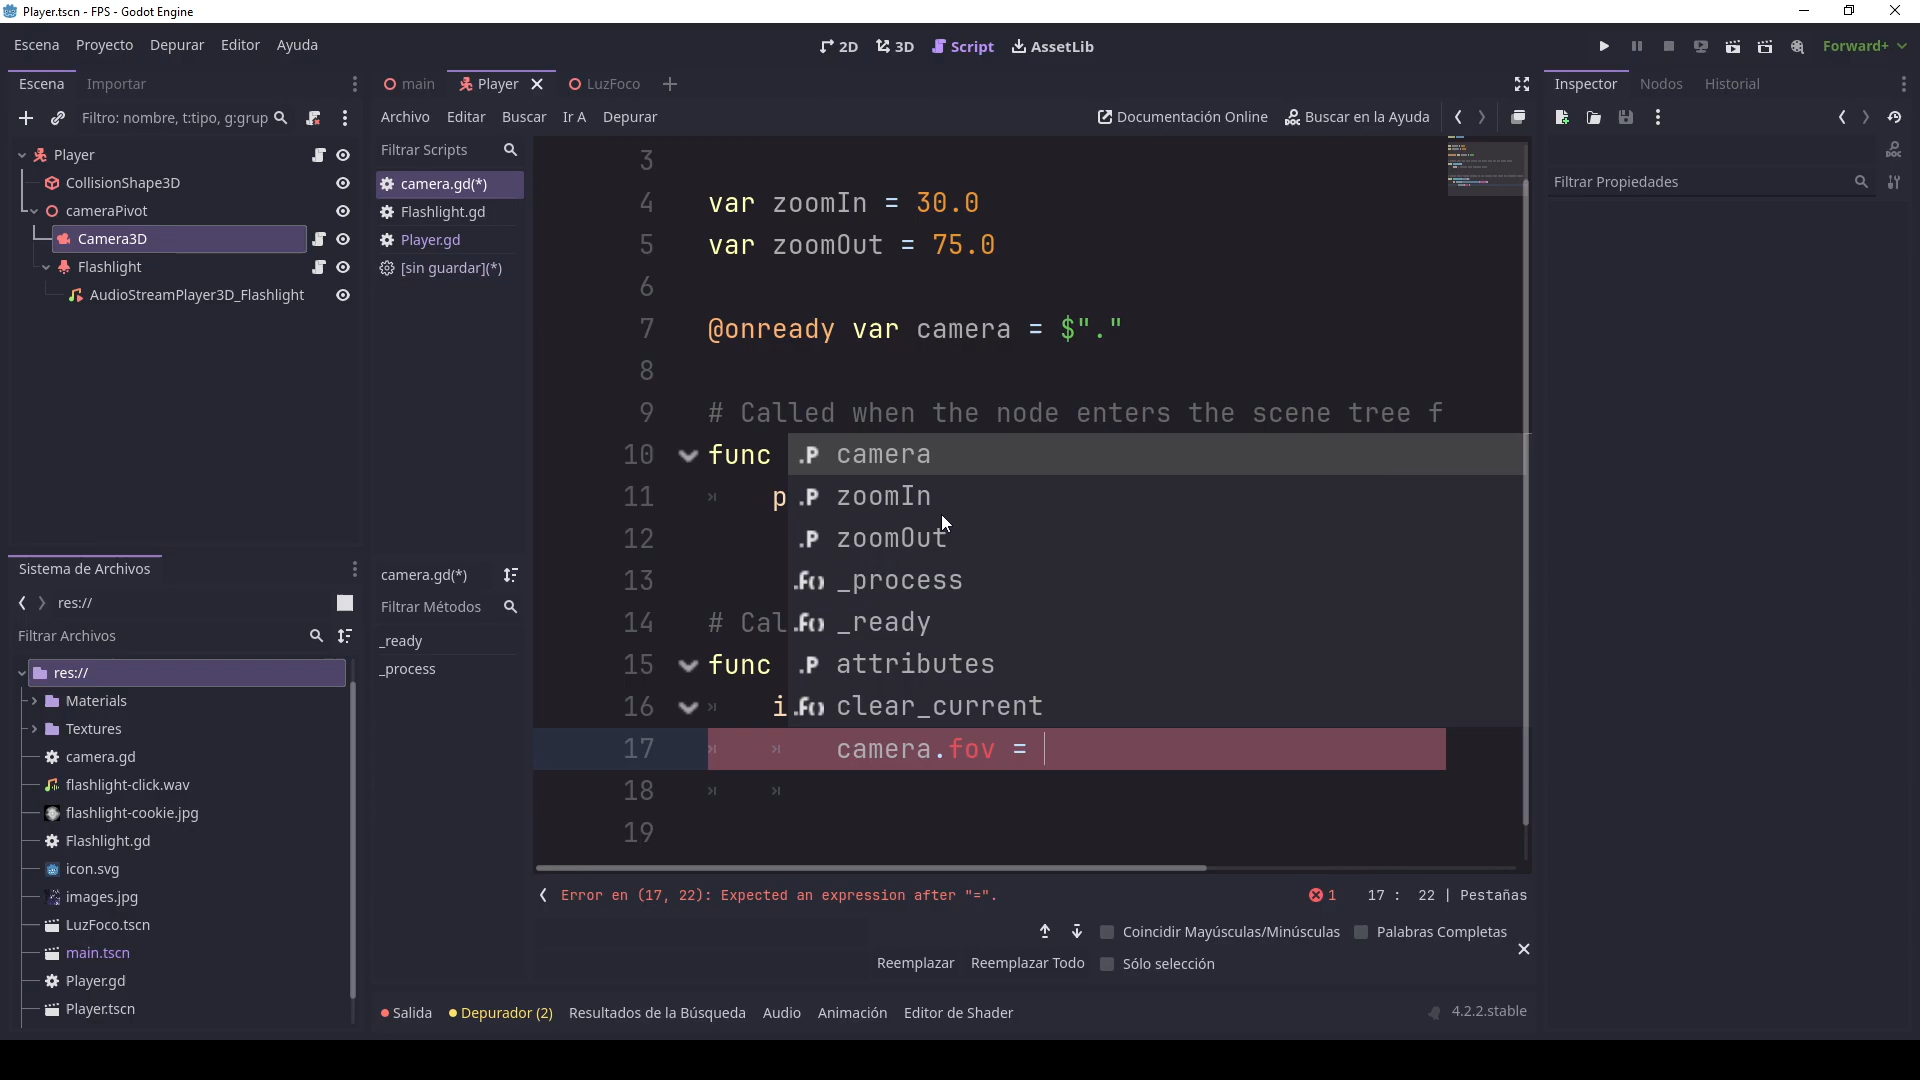 Player.tscn - FPS - Godot Engine
Escena Proyecto Depurar Editor Ayuda
2D 3D Script AssetLib
Forward+
Escena Importar
Filtro: nombre, t:tipo, g:grup
Player
CollisionShape3D
cameraPivot
Camera3D
Flashlight
AudioStreamPlayer3D_Flashlight
Sistema de Archivos
res://
Filtrar Archivos
res://
Materials
Textures
camera.gd
flashlight-click.wav
flashlight-cookie.jpg
Flashlight.gd
icon.svg
images.jpg
LuzFoco.tscn
main.tscn
Player.gd
Player.tscn
main Player LuzFoco
Archivo Editar Buscar Ir A Depurar
Documentación Online Buscar en la Ayuda
Filtrar Scripts
camera.gd(*)
Flashlight.gd
Player.gd
[sin guardar](*)
camera.gd(*)
Filtrar Métodos
_ready
_process
3
4 var zoomIn = 30.0
5 var zoomOut = 75.0
6
7 @onready var camera = $"."
8
9 # Called when the node enters the scene tree f
10 func
11 p
12
13
14 # Cal
15 func
16 i
17 camera.fov =
18
19
camera
zoomIn
zoomOut
_process
_ready
attributes
clear_current
Error en (17, 22): Expected an expression after "=".
1 17 : 22 | Pestañas
Coincidir Mayúsculas/Minúsculas Palabras Completas
Reemplazar Reemplazar Todo Sólo selección
Salida Depurador (2) Resultados de la Búsqueda Audio Animación Editor de Shader
4.2.2.stable
Inspector Nodos Historial
Filtrar Propiedades